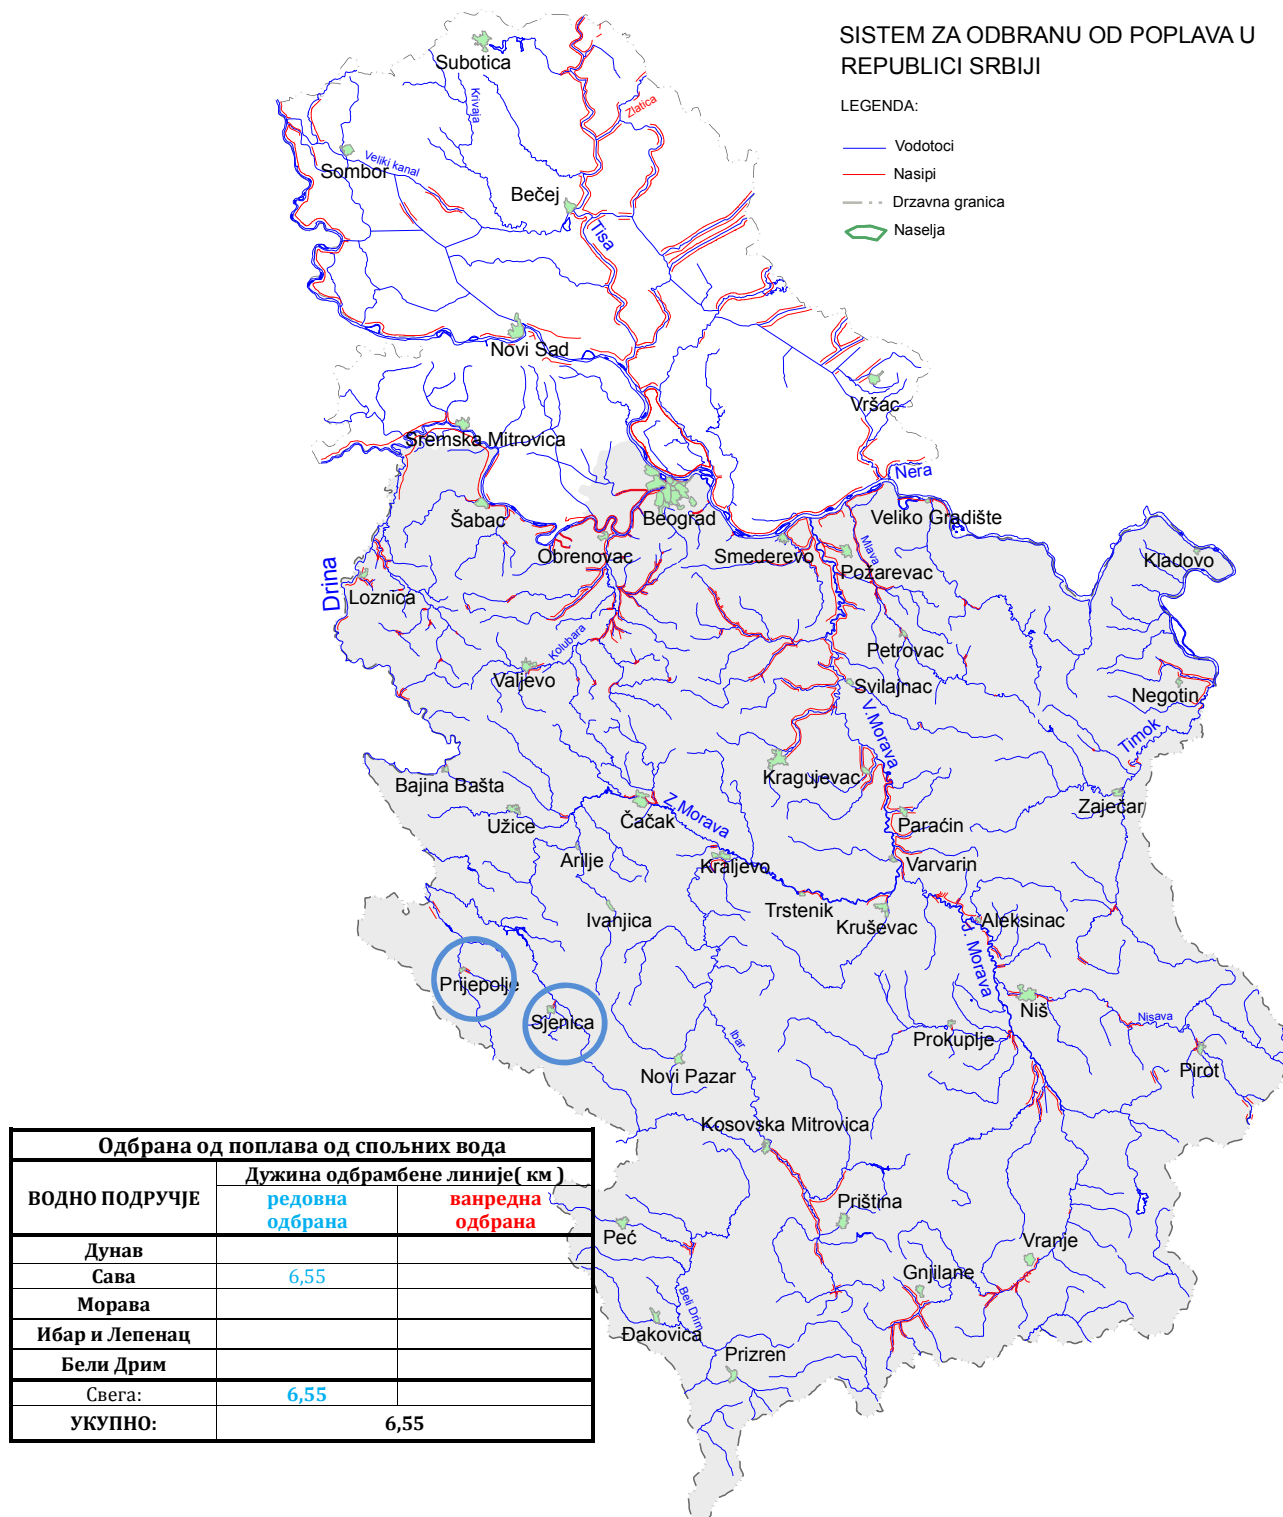 SISTEM ZA ODBRANU OD POPLAVA U
REPUBLICI SRBIJI
LEGENDA:
Vodotoci
Nasipi
Drzavna granica
Naselja
Subotica
Krivaja
Zlatica
Sombor
Veliki kanal
Bečej
Tisa
Novi Sad
Vršac
Sremska Mitrovica
Nera
Šabac
Beograd
Veliko Gradište
Obrenovac
Smederevo
Mlava
Požarevac
Kladovo
Drina
Loznica
Kolubara
Petrovac
Valjevo
Svilajnac
Negotin
V.Morava
Timok
Bajina Bašta
Kragujevac
Zaječar
Užice
Čačak
Z.Morava
Paraćin
Arilje
Kraljevo
Varvarin
Ivanjica
Trstenik
Kruševac
Aleksinac
J. Morava
Prijepolje
Sjenica
Niš
Nisava
Ibar
Prokuplje
Novi Pazar
Pirot
Kosovska Mitrovica
Priština
Peć
Vranje
Gnjilane
Beli Drim
Đakovica
Prizren
Одбрана од поплава од спољних вода
ВОДНО ПОДРУЧЈЕ
Дужина одбрамбене линије( км )
редовна
одбрана
ванредна
одбрана
Дунав
Сава 6,55
Морава
Ибар и Лепенац
Бели Дрим
Свега: 6,55
УКУПНО: 6,55